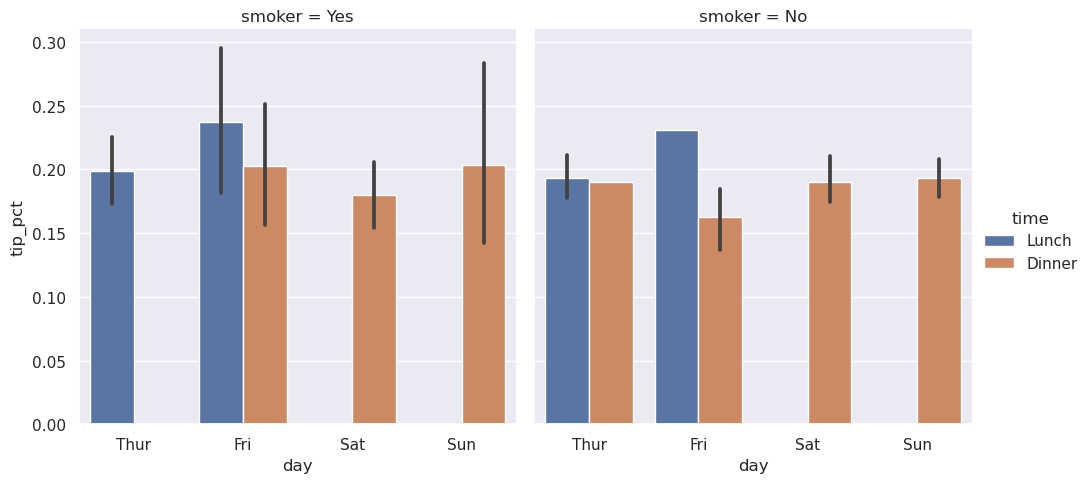 smoker = Yes
smoker = No
0.30
0.25
0.20
0.15
0.10
0.05
0.00
tip_pct
Thur Fri Sat Sun
Thur Fri Sat Sun
day
day
time
Lunch
Dinner